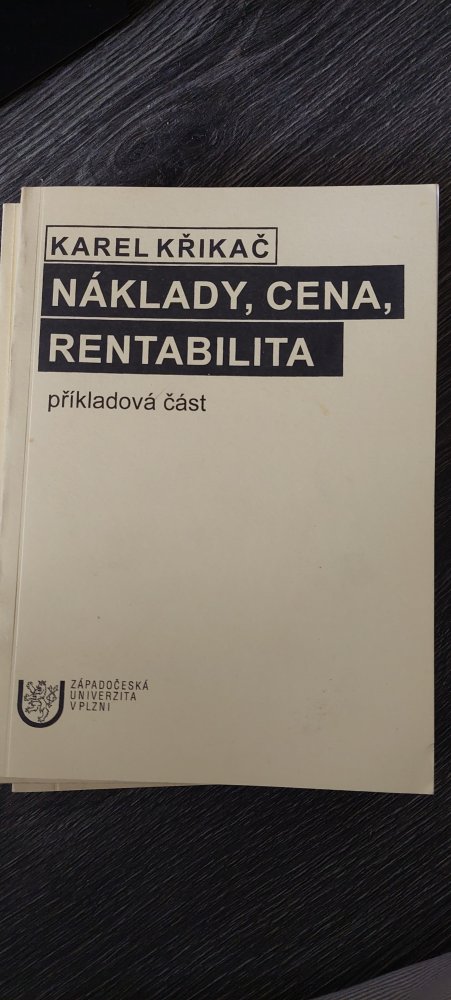 KAREL KŘIKAČ
NÁKLADY, CENA,
RENTABILITA
příkladová část
ZÁPADOČESKÁ
UNIVERZITA
V PLZNI